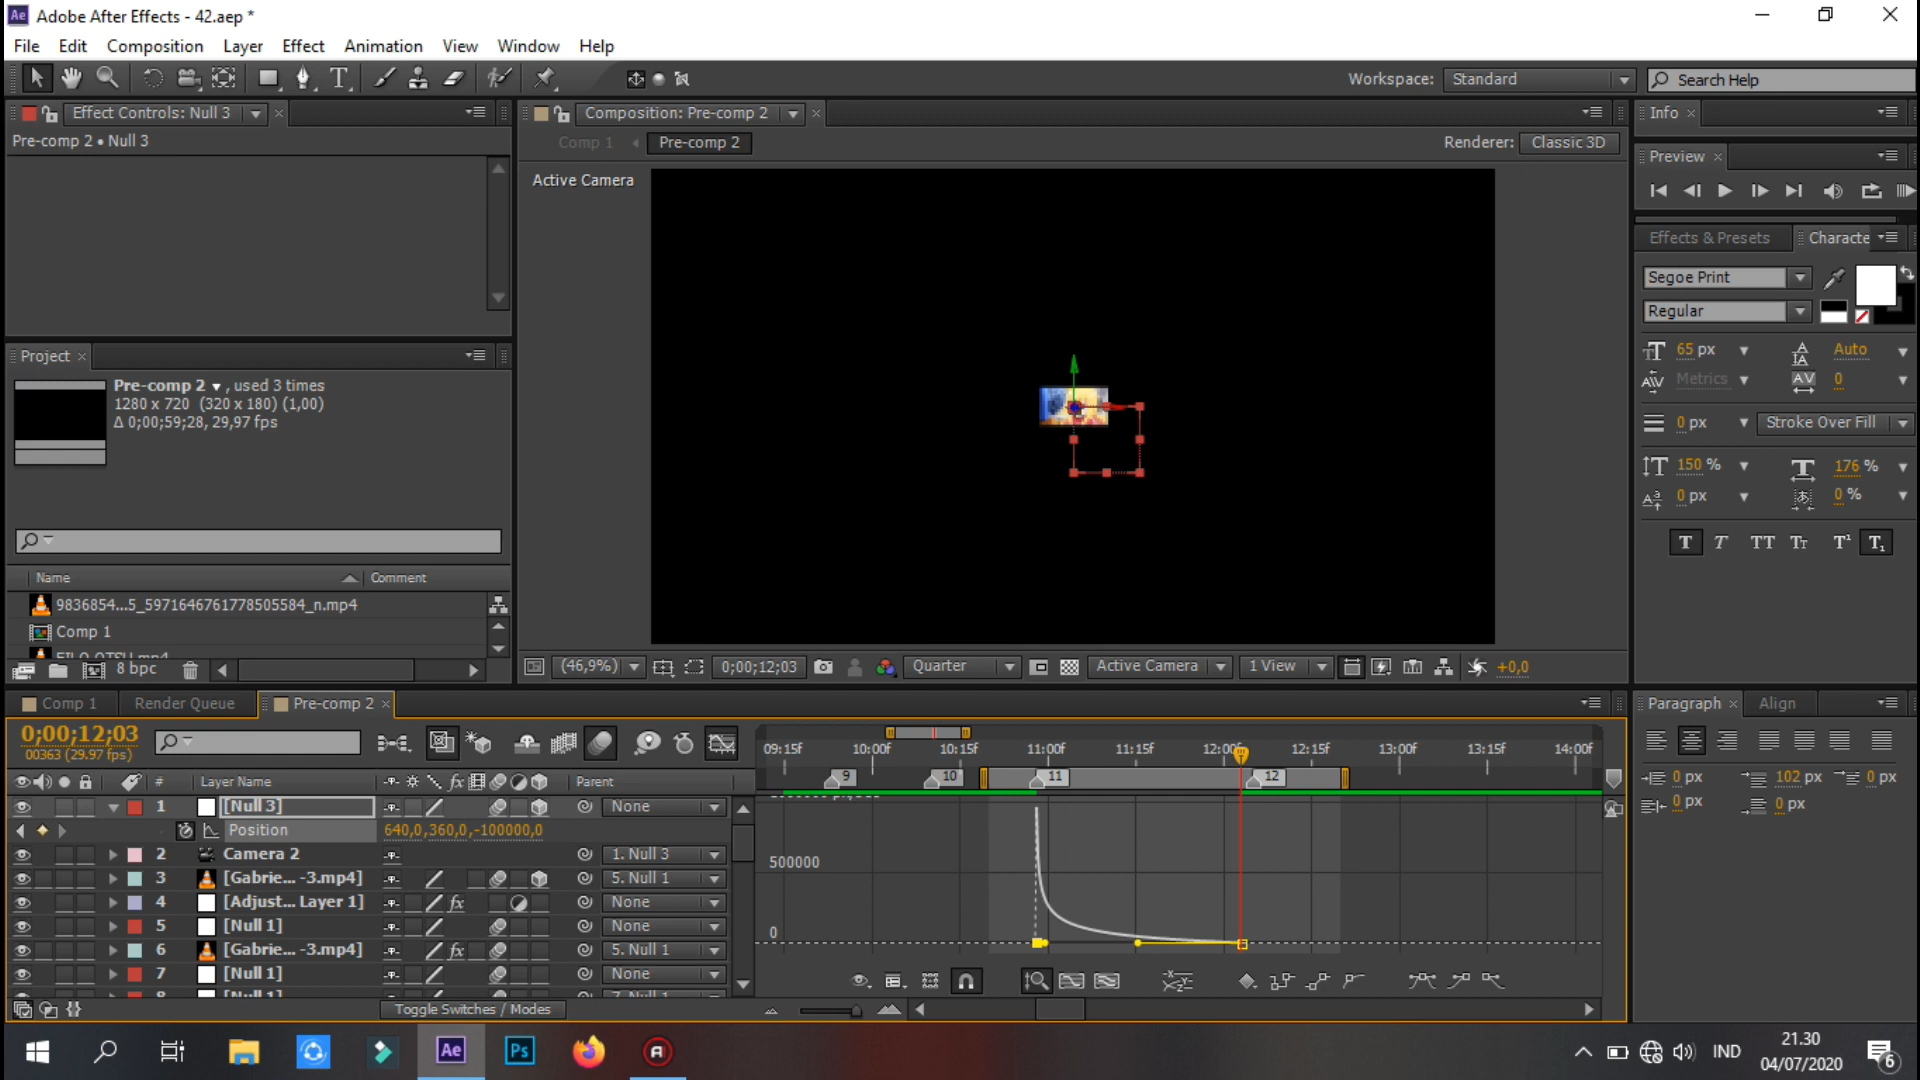 Ae Adobe After Effects - 42.aep *
File Edit Composition Layer Effect Animation View Window Help
Workspace: Standard Search Help
Effect Controls: Null 3 ×
Pre-comp 2 • Null 3
Composition: Pre-comp 2 ×
Comp 1 Pre-comp 2
Renderer: Classic 3D
Active Camera
Info ×
Preview ×
Effects & Presets Characte
Segoe Print
Regular
65 px Auto
Metrics 0
0 px Stroke Over Fill
150 % 176 %
0 px 0 %
T T TT Tt T¹ T₁
Project ×
Pre-comp 2 , used 3 times
1280 x 720 (320 x 180) (1,00)
Δ 0;00;59;28, 29,97 fps
Name Comment
9836854...5_5971646761778505584_n.mp4
Comp 1
8 bpc
(46,9%) 0;00;12;03 Quarter Active Camera 1 View +0,0
Comp 1 Render Queue Pre-comp 2 ×
Paragraph × Align
0 px 102 px 0 px
0 px 0 px
0;00;12;03
00363 (29.97 fps)
09:15f 10:00f 10:15f 11:00f 11:15f 12:00f 12:15f 13:00f 13:15f 14:00f
9 10 11 12
# Layer Name fx Parent
1 [Null 3] None
Position 640,0,360,0,-100000,0
2 Camera 2 1. Null 3
3 [Gabrie... -3.mp4] 5. Null 1
4 [Adjust... Layer 1] fx None
5 [Null 1] None
6 [Gabrie... -3.mp4] fx 5. Null 1
7 [Null 1] None
8 [Null 1] 7. Null 1
500000
0
Toggle Switches / Modes
Ae Ps IND 21.30
04/07/2020
6